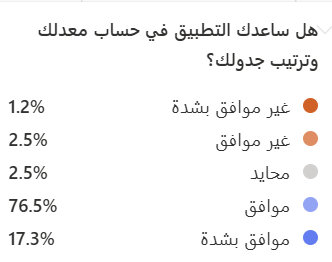 هل ساعدك التطبيق في حساب معدلك
وترتيب جدولك؟
غير موافق بشدة 1.2%
غير موافق 2.5%
محايد 2.5%
موافق 76.5%
موافق بشدة 17.3%